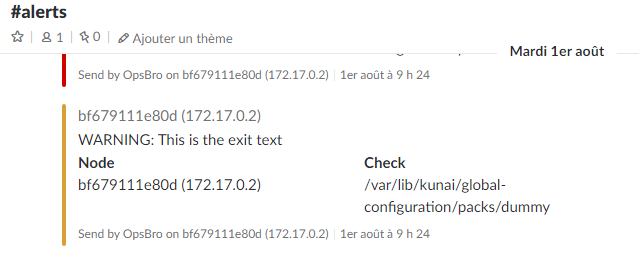 #alerts
1 0 Ajouter un thème
Mardi 1er août
Send by OpsBro on bf679111e80d (172.17.0.2) | 1er août à 9 h 24
bf679111e80d (172.17.0.2)
WARNING: This is the exit text
Node Check
bf679111e80d (172.17.0.2) /var/lib/kunai/global-
configuration/packs/dummy
Send by OpsBro on bf679111e80d (172.17.0.2) | 1er août à 9 h 24